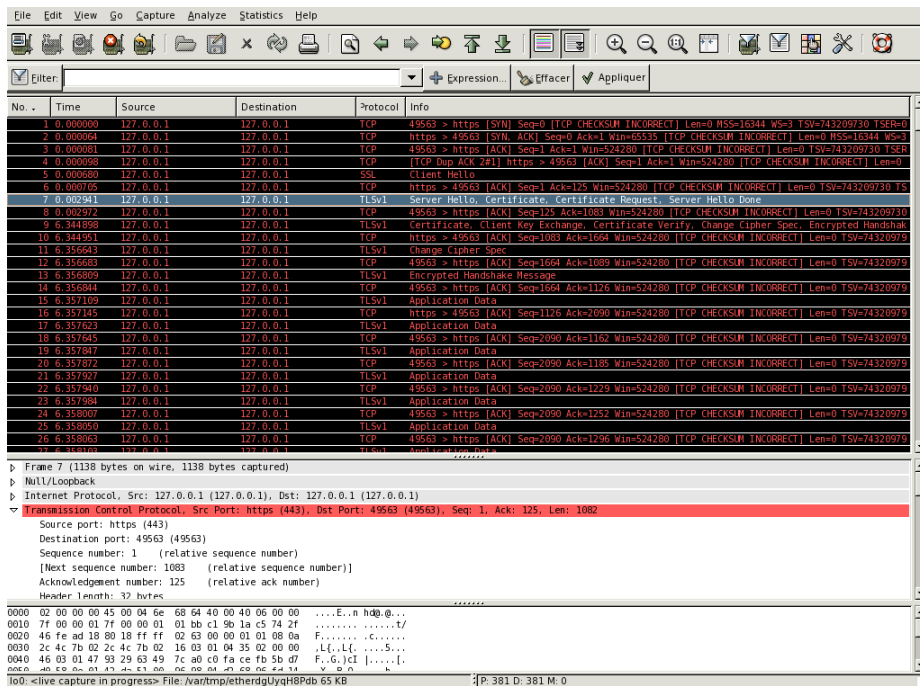 File Edit View Go Capture Analyze Statistics Help
Filter: Expression... Effacer Appliquer
No. . Time Source Destination Protocol Info
1 0.000000 127.0.0.1 127.0.0.1 TCP 49563 > https [SYN] Seq=0 [TCP CHECKSUM INCORRECT] Len=0 MSS=16344 WS=3 TSV=743209730 TSER=0
2 0.000064 127.0.0.1 127.0.0.1 TCP https > 49563 [SYN, ACK] Seq=0 Ack=1 Win=65535 [TCP CHECKSUM INCORRECT] Len=0 MSS=16344 WS=3
3 0.000081 127.0.0.1 127.0.0.1 TCP 49563 > https [ACK] Seq=1 Ack=1 Win=524280 [TCP CHECKSUM INCORRECT] Len=0 TSV=743209730 TSER
4 0.000098 127.0.0.1 127.0.0.1 TCP [TCP Dup ACK 2#1] https > 49563 [ACK] Seq=1 Ack=1 Win=524280 [TCP CHECKSUM INCORRECT] Len=0
5 0.000680 127.0.0.1 127.0.0.1 SSL Client Hello
6 0.000705 127.0.0.1 127.0.0.1 TCP https > 49563 [ACK] Seq=1 Ack=125 Win=524280 [TCP CHECKSUM INCORRECT] Len=0 TSV=743209730 TS
7 0.002941 127.0.0.1 127.0.0.1 TLSv1 Server Hello, Certificate, Certificate Request, Server Hello Done
8 0.002972 127.0.0.1 127.0.0.1 TCP 49563 > https [ACK] Seq=125 Ack=1083 Win=524280 [TCP CHECKSUM INCORRECT] Len=0 TSV=743209730
9 6.344898 127.0.0.1 127.0.0.1 TLSv1 Certificate, Client Key Exchange, Certificate Verify, Change Cipher Spec, Encrypted Handshak
10 6.344951 127.0.0.1 127.0.0.1 TCP https > 49563 [ACK] Seq=1083 Ack=1664 Win=524280 [TCP CHECKSUM INCORRECT] Len=0 TSV=74320979
11 6.356643 127.0.0.1 127.0.0.1 TLSv1 Change Cipher Spec
12 6.356683 127.0.0.1 127.0.0.1 TCP 49563 > https [ACK] Seq=1664 Ack=1089 Win=524280 [TCP CHECKSUM INCORRECT] Len=0 TSV=74320979
13 6.356809 127.0.0.1 127.0.0.1 TLSv1 Encrypted Handshake Message
14 6.356844 127.0.0.1 127.0.0.1 TCP 49563 > https [ACK] Seq=1664 Ack=1126 Win=524280 [TCP CHECKSUM INCORRECT] Len=0 TSV=74320979
15 6.357109 127.0.0.1 127.0.0.1 TLSv1 Application Data
16 6.357145 127.0.0.1 127.0.0.1 TCP https > 49563 [ACK] Seq=1126 Ack=2090 Win=524280 [TCP CHECKSUM INCORRECT] Len=0 TSV=74320979
17 6.357623 127.0.0.1 127.0.0.1 TLSv1 Application Data
18 6.357645 127.0.0.1 127.0.0.1 TCP 49563 > https [ACK] Seq=2090 Ack=1162 Win=524280 [TCP CHECKSUM INCORRECT] Len=0 TSV=74320979
19 6.357847 127.0.0.1 127.0.0.1 TLSv1 Application Data
20 6.357872 127.0.0.1 127.0.0.1 TCP 49563 > https [ACK] Seq=2090 Ack=1185 Win=524280 [TCP CHECKSUM INCORRECT] Len=0 TSV=74320979
21 6.357927 127.0.0.1 127.0.0.1 TLSv1 Application Data
22 6.357940 127.0.0.1 127.0.0.1 TCP 49563 > https [ACK] Seq=2090 Ack=1229 Win=524280 [TCP CHECKSUM INCORRECT] Len=0 TSV=74320979
23 6.357984 127.0.0.1 127.0.0.1 TLSv1 Application Data
24 6.358007 127.0.0.1 127.0.0.1 TCP 49563 > https [ACK] Seq=2090 Ack=1252 Win=524280 [TCP CHECKSUM INCORRECT] Len=0 TSV=74320979
25 6.358050 127.0.0.1 127.0.0.1 TLSv1 Application Data
26 6.358063 127.0.0.1 127.0.0.1 TCP 49563 > https [ACK] Seq=2090 Ack=1296 Win=524280 [TCP CHECKSUM INCORRECT] Len=0 TSV=74320979
27 6.358103 127.0.0.1 127.0.0.1 TLSv1 Application Data
Frame 7 (1138 bytes on wire, 1138 bytes captured)
Null/Loopback
Internet Protocol, Src: 127.0.0.1 (127.0.0.1), Dst: 127.0.0.1 (127.0.0.1)
Transmission Control Protocol, Src Port: https (443), Dst Port: 49563 (49563), Seq: 1, Ack: 125, Len: 1082
Source port: https (443)
Destination port: 49563 (49563)
Sequence number: 1 (relative sequence number)
[Next sequence number: 1083 (relative sequence number)]
Acknowledgement number: 125 (relative ack number)
Header length: 32 bytes
0000 02 00 00 00 45 00 04 6e 68 64 40 00 40 06 00 00 ....E..n hd@.@...
0010 7f 00 00 01 7f 00 00 01 01 bb c1 9b 1a c5 74 2f ........ ......t/
0020 46 fe ad 18 80 18 ff ff 02 63 00 00 01 01 08 0a F....... .c......
0030 2c 4c 7b 02 2c 4c 7b 02 16 03 01 04 35 02 00 00 ,L{.,L{. ....5...
0040 46 03 01 47 93 29 63 49 7c a0 c0 fa ce fb 5b d7 F..G.)cI |.....[.
lo0: <live capture in progress> File: /var/tmp/etherdgUyqH8Pdb 65 KB P: 381 D: 381 M: 0